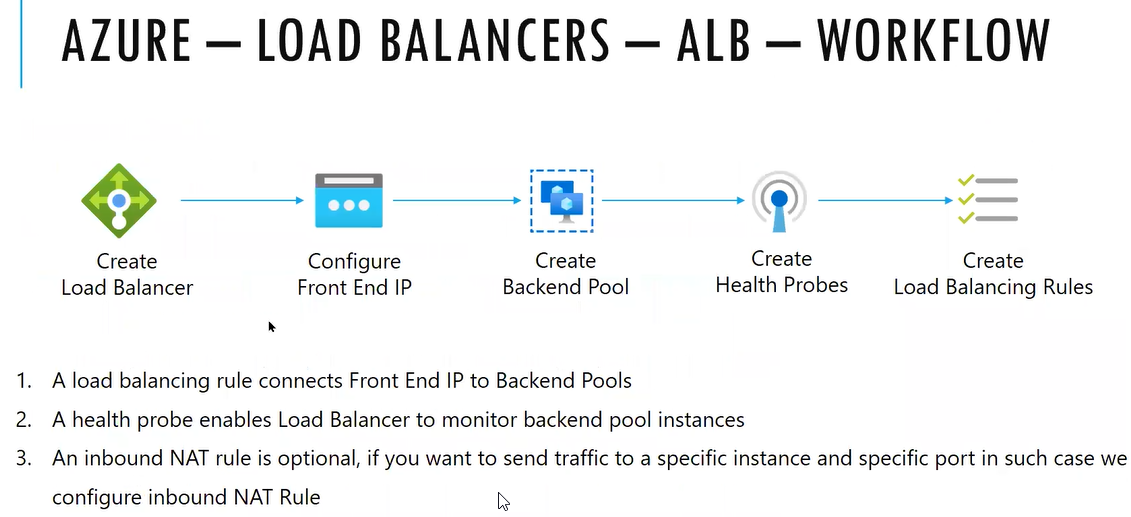 AZURE — LOAD BALANCERS — ALB — WORKFLOW
Create
Load Balancer
Configure
Front End IP
Create
Backend Pool
Create
Health Probes
Create
Load Balancing Rules
1. A load balancing rule connects Front End IP to Backend Pools
2. A health probe enables Load Balancer to monitor backend pool instances
3. An inbound NAT rule is optional, if you want to send traffic to a specific instance and specific port in such case we
configure inbound NAT Rule